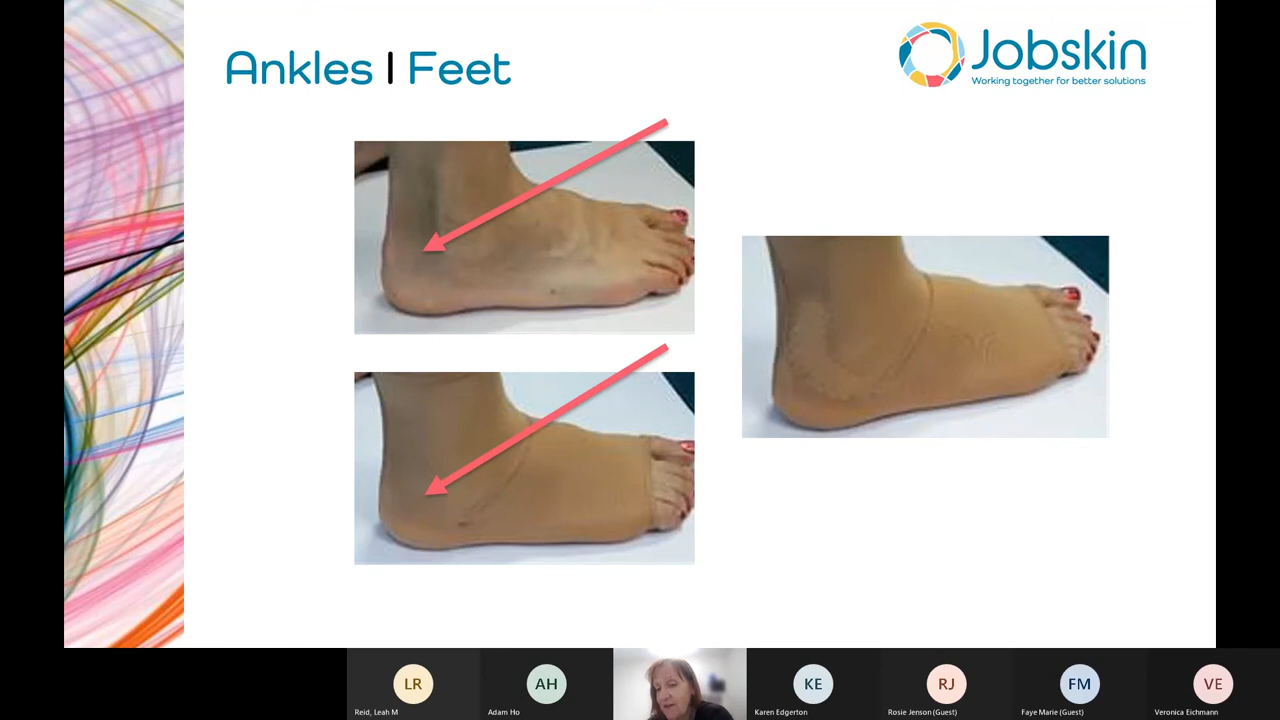 Ankles | Feet
Jobskin
Working together for better solutions
LR
AH
KE
RJ
FM
VE
Reid, Leah M
Adam Ho
Karen Edgerton
Rosie Jenson (Guest)
Faye Marie (Guest)
Veronica Eichmann